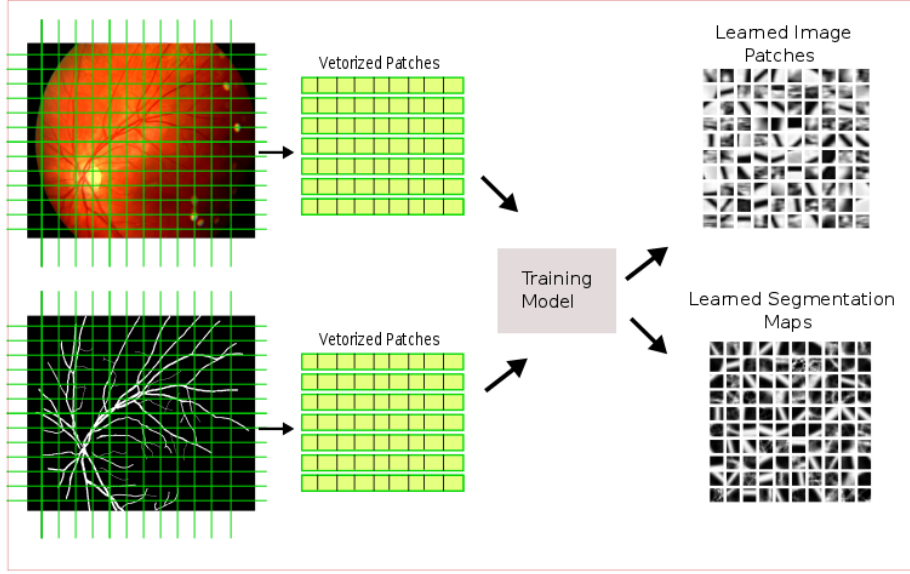 Vetorized Patches
Learned Image
Patches
Training
Model
Vetorized Patches
Learned Segmentation
Maps